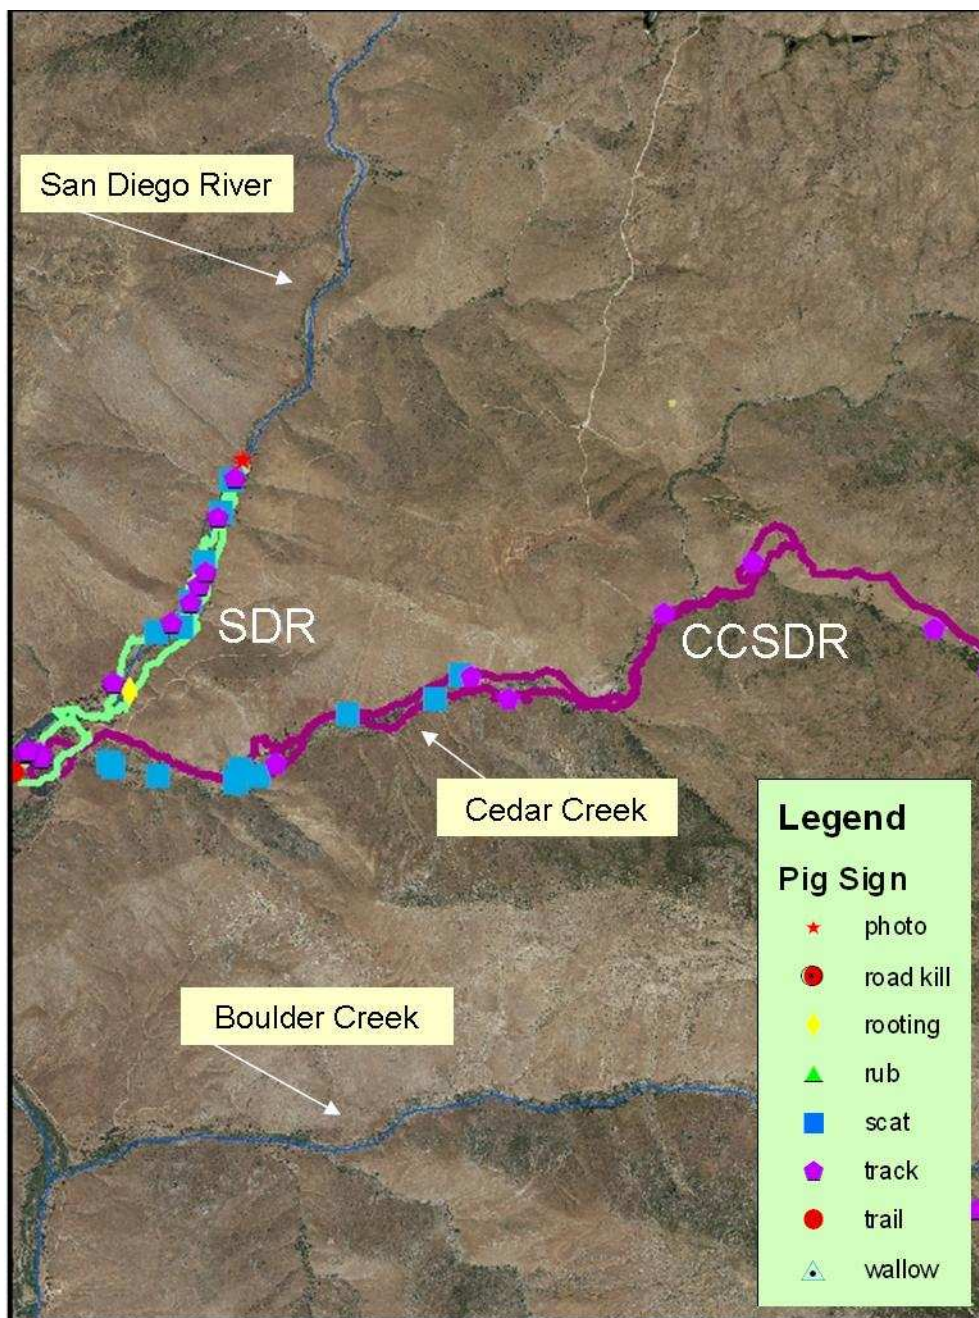 San Diego River
SDR
CCSDR
Cedar Creek
Boulder Creek
Legend
Pig Sign
photo
road kill
rooting
rub
scat
track
trail
wallow